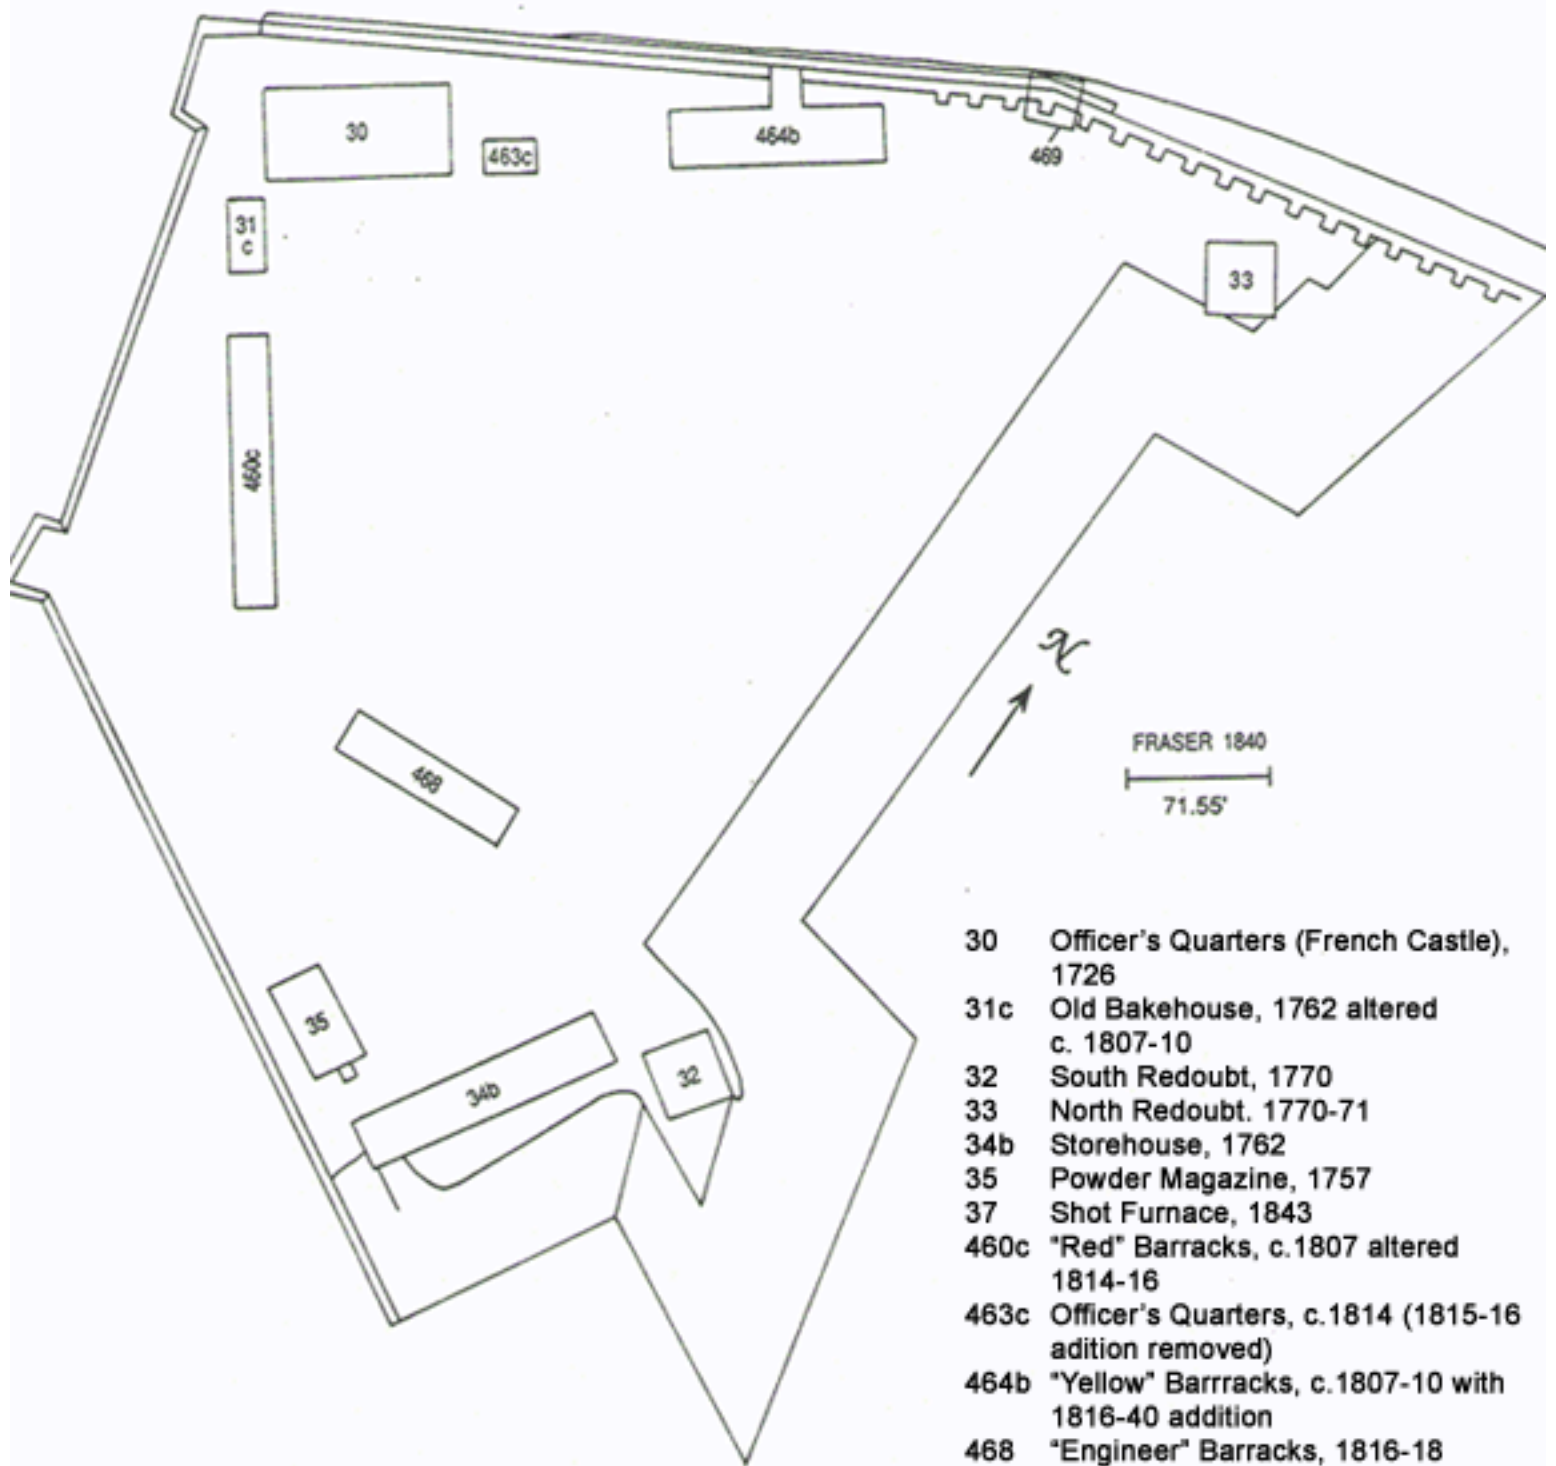 30
463c
464b
469
31
c
33
460c
N
FRASER 1840
71.55'
468
35
34b
32
30 Officer's Quarters (French Castle),
1726
31c Old Bakehouse, 1762 altered
c. 1807-10
32 South Redoubt, 1770
33 North Redoubt. 1770-71
34b Storehouse, 1762
35 Powder Magazine, 1757
37 Shot Furnace, 1843
460c "Red" Barracks, c.1807 altered
1814-16
463c Officer's Quarters, c.1814 (1815-16
adition removed)
464b "Yellow" Barrracks, c.1807-10 with
1816-40 addition
468 "Engineer" Barracks, 1816-18